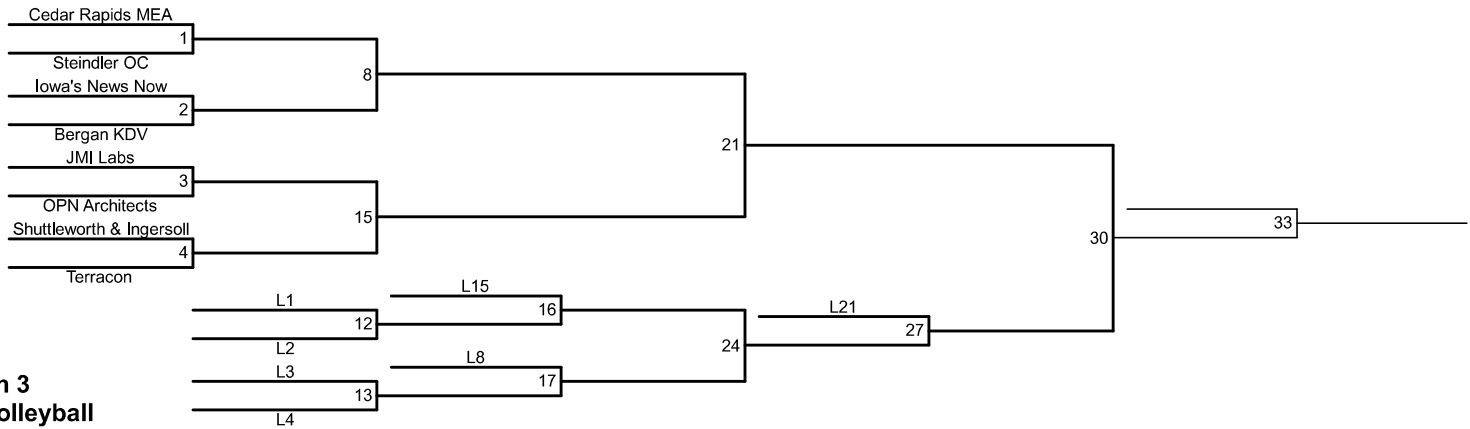 Cedar Rapids MEA
1
Steindler OC
8
Iowa's News Now
2
Bergan KDV
21
JMI Labs
3
OPN Architects
15
Shuttleworth & Ingersoll
4
Terracon
33
30
L1
L15
12
16
L2
L21
27
24
L3
L8
13
17
L4
n 3
olleyball